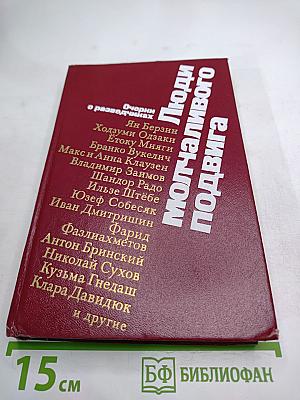 Очерки
о разведчиках
Люди
молчаливого
подвига
Ян Берзин
Ходзуми Одзаки
Ётоку Мияги
Бранко Вукелич
Макс и Анна Клаузен
Владимир Заимов
Шандор Радо
Ильзе Штёбе
Юзеф Собесяк
Иван Дмитришин
Фарид
Фазлиахметов
Антон Бринский
Николай Сухов
Кузьма Гнедаш
Клара Давидюк
и другие
15 см
БФ БИБЛИОФАН